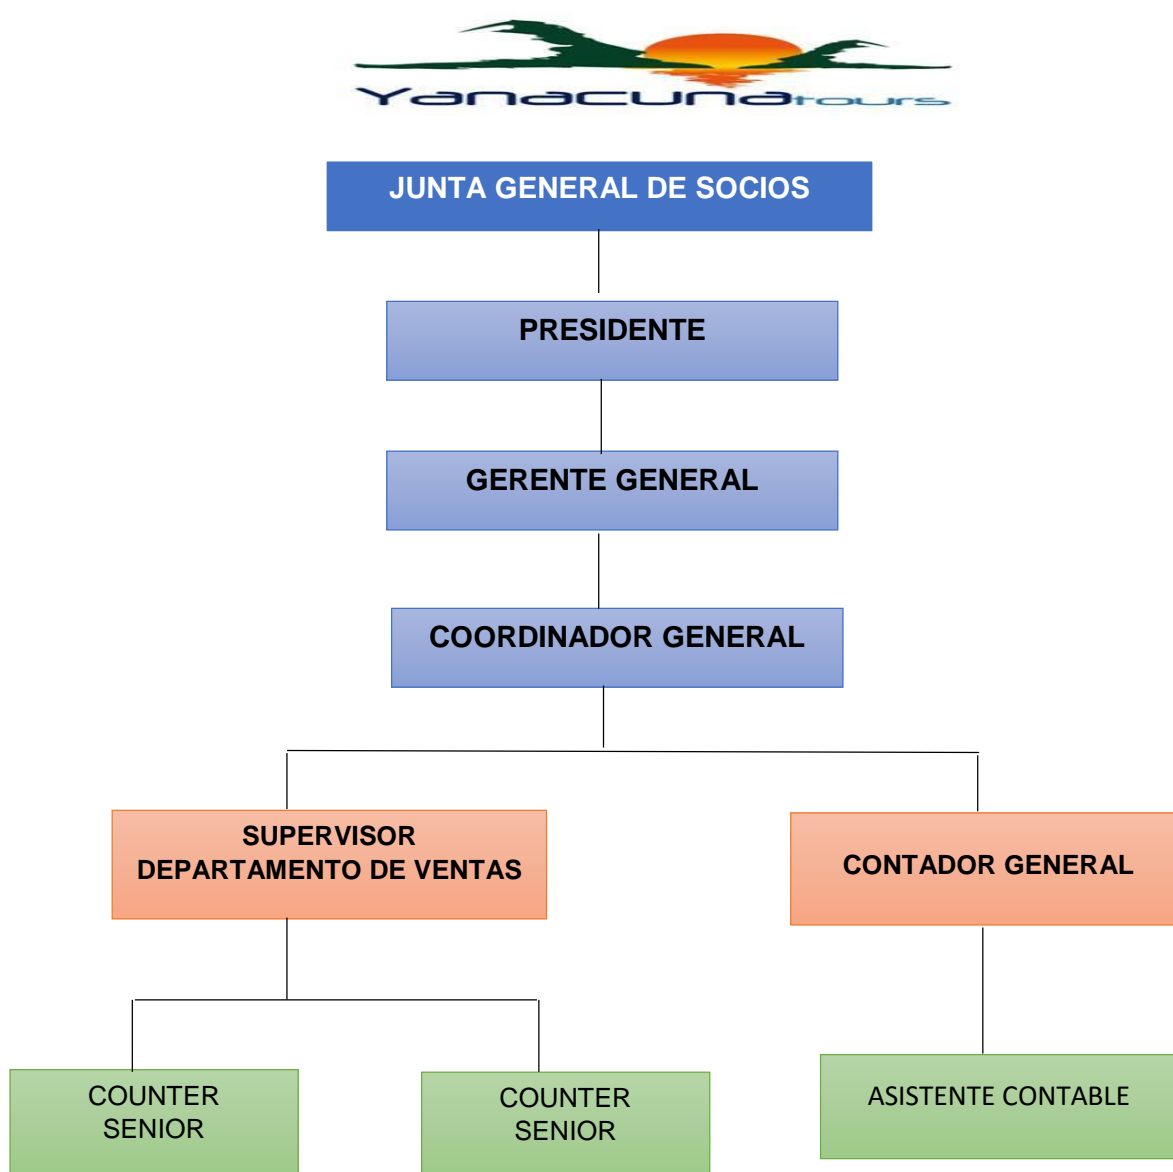 Yanacuna tours
JUNTA GENERAL DE SOCIOS
PRESIDENTE
GERENTE GENERAL
COORDINADOR GENERAL
SUPERVISOR
DEPARTAMENTO DE VENTAS
CONTADOR GENERAL
COUNTER
SENIOR
COUNTER
SENIOR
ASISTENTE CONTABLE